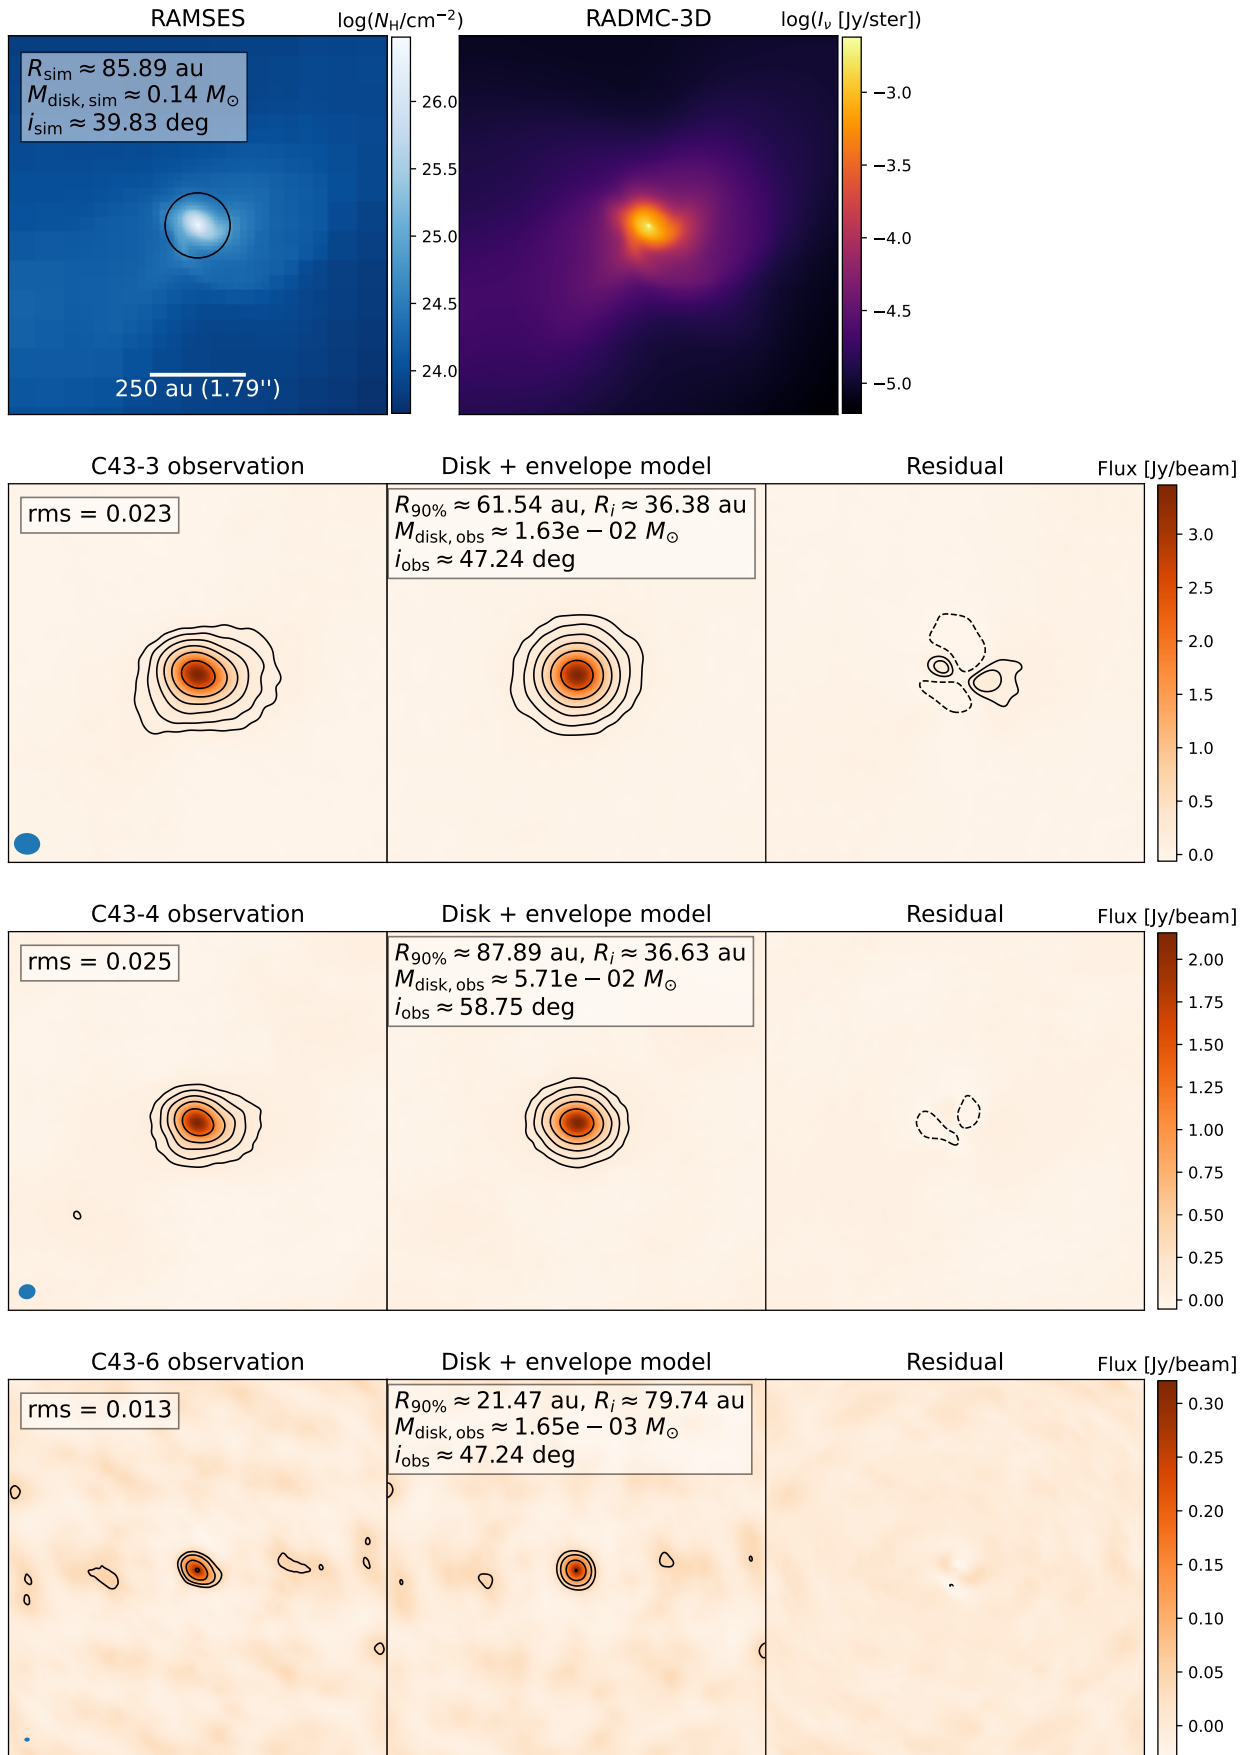 RAMSES
log(N_H/cm⁻²)
RADMC-3D
log(I_ν [Jy/ster])
R_sim ≈ 85.89 au
M_disk, sim ≈ 0.14 M_⊙
i_sim ≈ 39.83 deg
250 au (1.79'')
26.0
25.5
25.0
24.5
24.0
−3.0
−3.5
−4.0
−4.5
−5.0
C43-3 observation
Disk + envelope model
Residual
Flux [Jy/beam]
rms = 0.023
R_90% ≈ 61.54 au, R_i ≈ 36.38 au
M_disk, obs ≈ 1.63e − 02 M_⊙
i_obs ≈ 47.24 deg
3.0
2.5
2.0
1.5
1.0
0.5
0.0
C43-4 observation
Disk + envelope model
Residual
Flux [Jy/beam]
rms = 0.025
R_90% ≈ 87.89 au, R_i ≈ 36.63 au
M_disk, obs ≈ 5.71e − 02 M_⊙
i_obs ≈ 58.75 deg
2.00
1.75
1.50
1.25
1.00
0.75
0.50
0.25
0.00
C43-6 observation
Disk + envelope model
Residual
Flux [Jy/beam]
rms = 0.013
R_90% ≈ 21.47 au, R_i ≈ 79.74 au
M_disk, obs ≈ 1.65e − 03 M_⊙
i_obs ≈ 47.24 deg
0.30
0.25
0.20
0.15
0.10
0.05
0.00